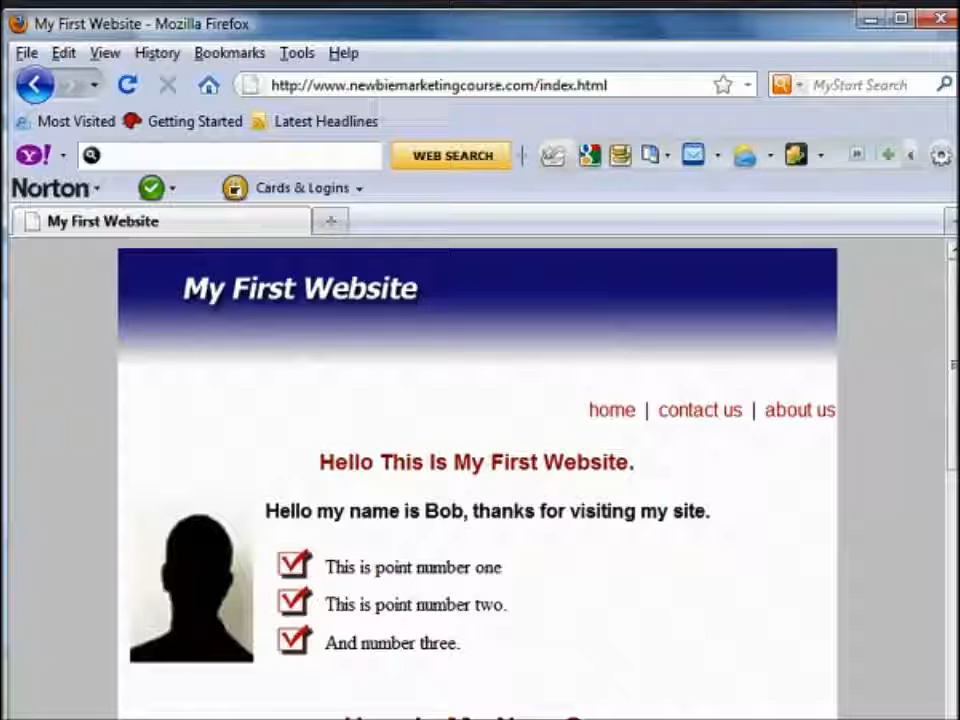 My First Website - Mozilla Firefox
File Edit View History Bookmarks Tools Help
http://www.newbiemarketingcourse.com/index.html MyStart Search
Most Visited Getting Started Latest Headlines
Y! WEB SEARCH
Norton Cards & Logins
My First Website
My First Website
home | contact us | about us
Hello This Is My First Website.
Hello my name is Bob, thanks for visiting my site.
This is point number one
This is point number two.
And number three.